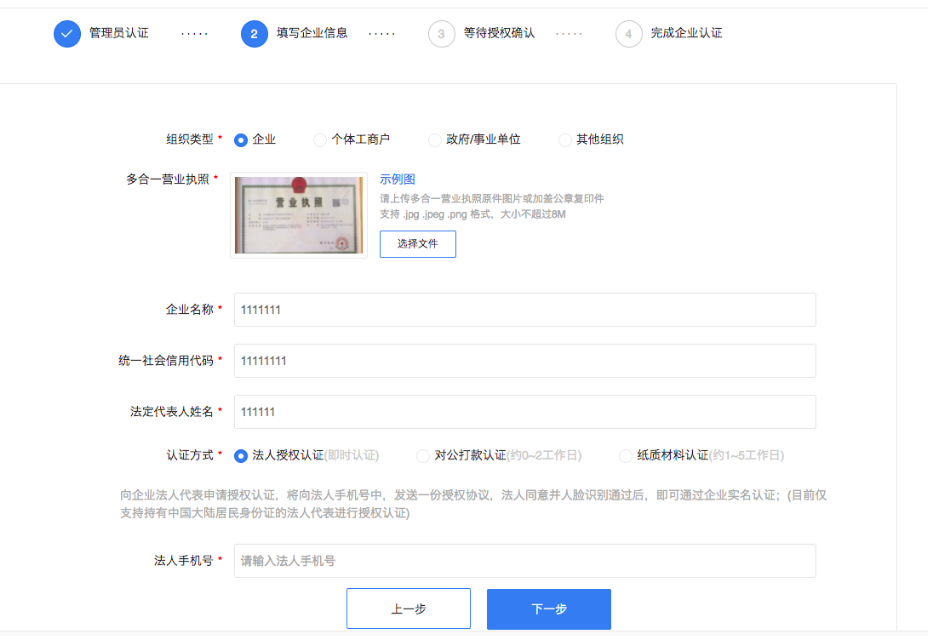 管理员认证 ····· 2 填写企业信息 ····· 3 等待授权确认 ····· 4 完成企业认证
组织类型 * 企业 个体工商户 政府/事业单位 其他组织
多合一营业执照 * 示例图
营业执照
请上传多合一营业执照原件图片或加盖公章复印件
支持 .jpg .jpeg .png 格式，大小不超过8M
选择文件
企业名称 * 1111111
统一社会信用代码 * 11111111
法定代表人姓名 * 111111
认证方式 * 法人授权认证(即时认证) 对公打款认证(约0~2工作日) 纸质材料认证(约1~5工作日)
向企业法人代表申请授权认证，将向法人手机号中，发送一份授权协议，法人同意并人脸识别通过后，即可通过企业实名认证；(目前仅
支持持有中国大陆居民身份证的法人代表进行授权认证)
法人手机号 * 请输入法人手机号
上一步 下一步